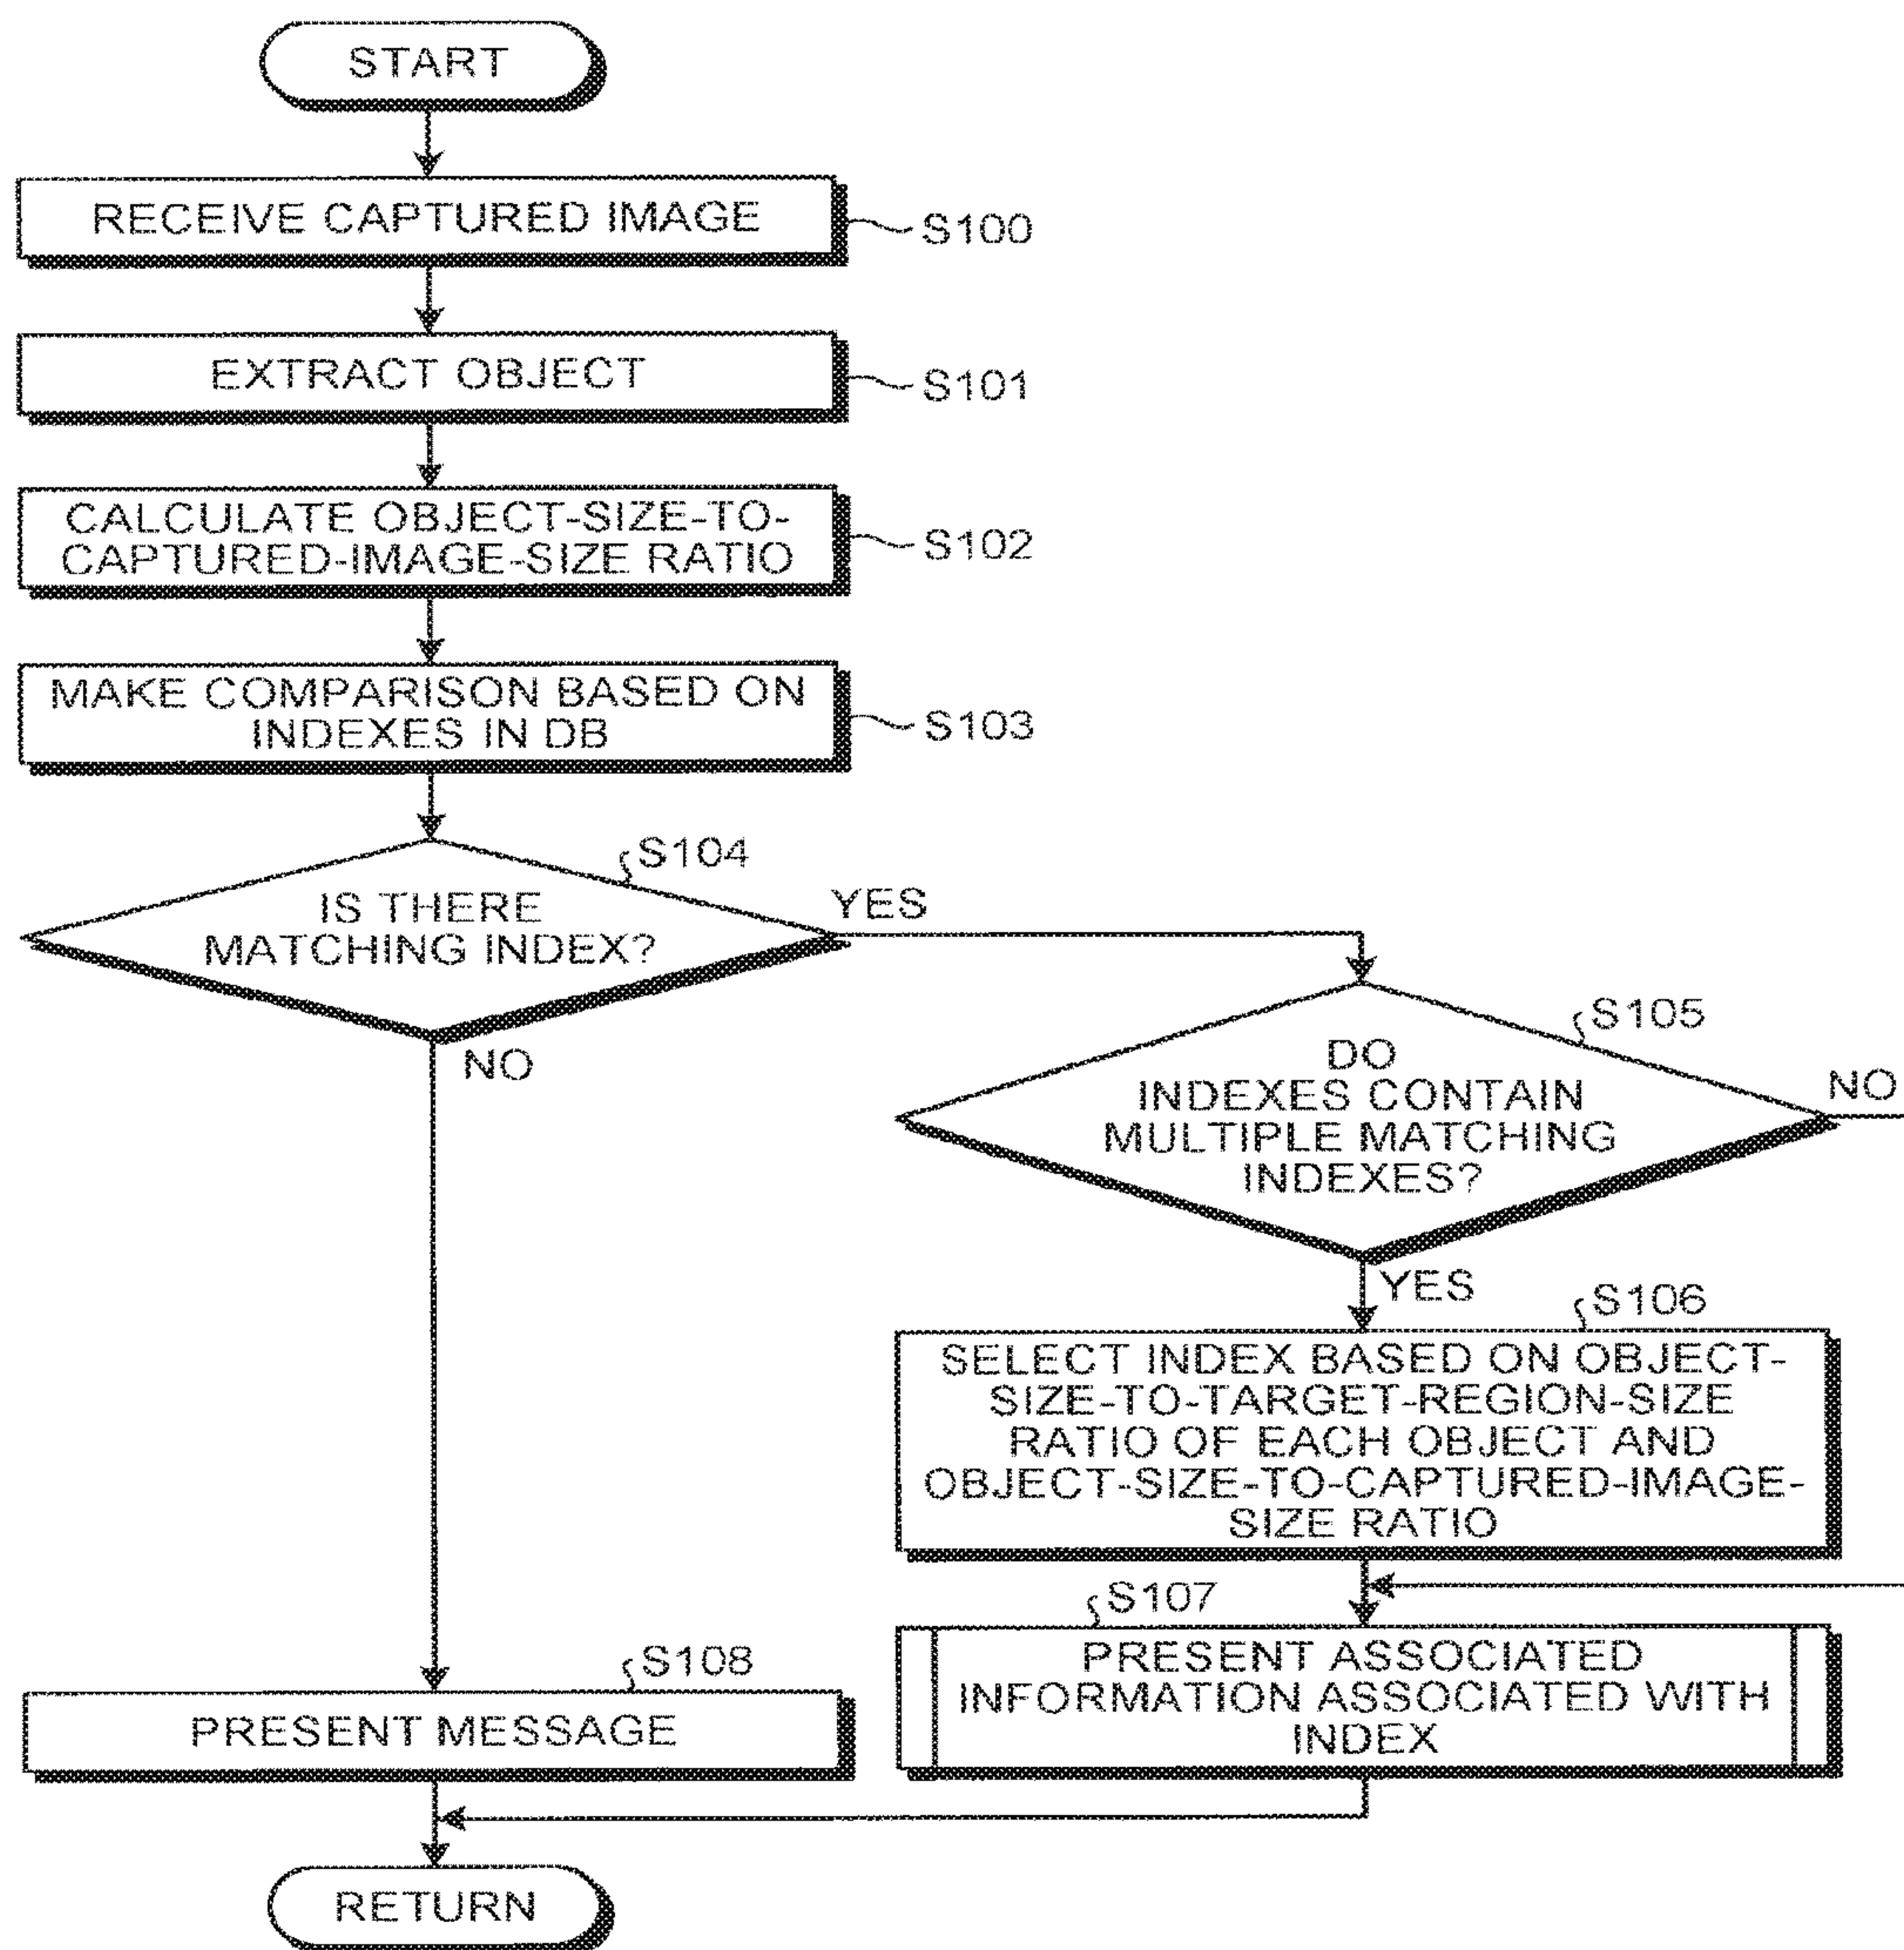 START
RECEIVE CAPTURED IMAGE
S100
EXTRACT OBJECT
S101
CALCULATE OBJECT-SIZE-TO-
CAPTURED-IMAGE-SIZE RATIO
S102
MAKE COMPARISON BASED ON
INDEXES IN DB
S103
S104
IS THERE
MATCHING INDEX?
YES
NO
S105
DO
INDEXES CONTAIN
MULTIPLE MATCHING
INDEXES?
NO
YES
S106
SELECT INDEX BASED ON OBJECT-
SIZE-TO-TARGET-REGION-SIZE
RATIO OF EACH OBJECT AND
OBJECT-SIZE-TO-CAPTURED-IMAGE-
SIZE RATIO
S107
PRESENT ASSOCIATED
INFORMATION ASSOCIATED WITH
INDEX
S108
PRESENT MESSAGE
RETURN